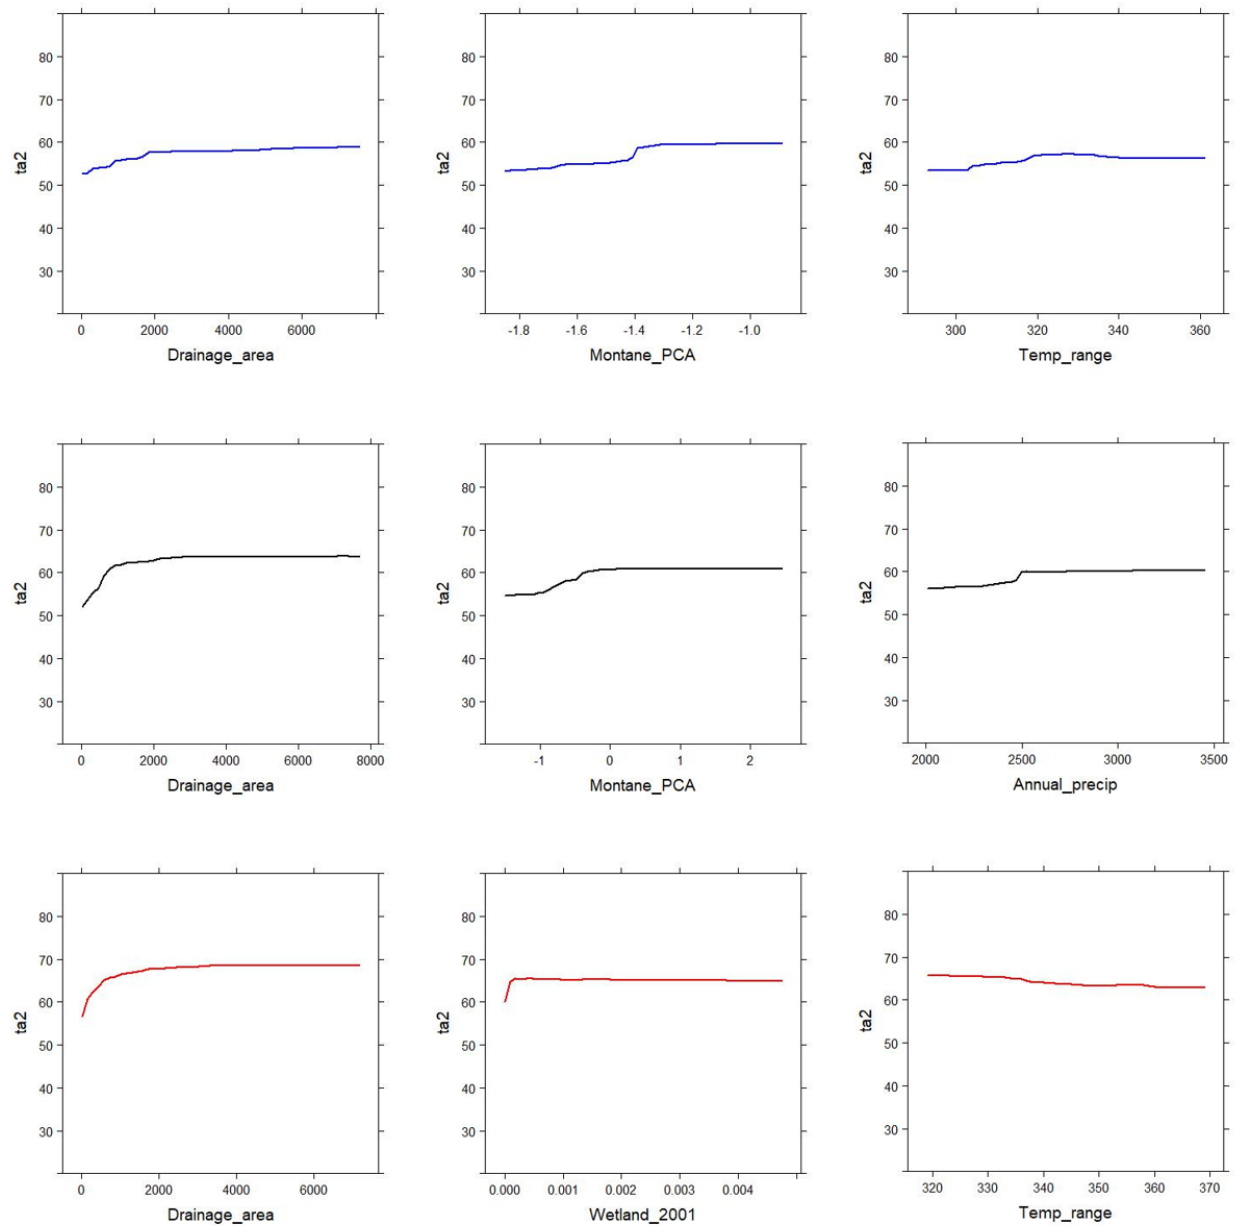 90 90 90
80 80 80
70 70 70
ta2 60 ta2 60 ta2 60
50 50 50
40 40 40
30 30 30
0 2000 4000 6000 -1.8 -1.6 -1.4 -1.2 -1.0 300 320 340 360
Drainage_area Montane_PCA Temp_range
80 80 80
70 70 70
ta2 60 ta2 60 ta2 60
50 50 50
40 40 40
30 30 30
0 2000 4000 6000 8000 -1 0 1 2 2000 2500 3000 3500
Drainage_area Montane_PCA Annual_precip
80 80 80
70 70 70
ta2 60 ta2 60 ta2 60
50 50 50
40 40 40
30 30 30
0 2000 4000 6000 0.000 0.001 0.002 0.003 0.004 320 330 340 350 360 370
Drainage_area Wetland_2001 Temp_range